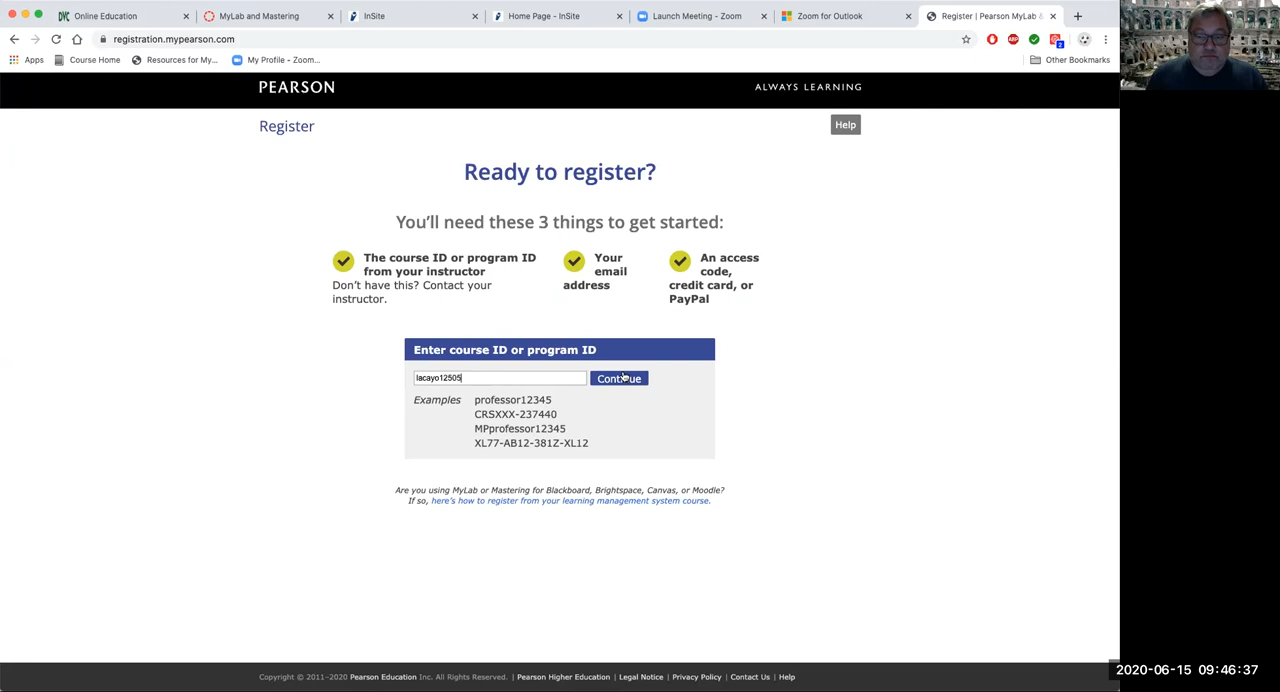 DVC Online Education
MyLab and Mastering
InSite
Home Page - InSite
Launch Meeting - Zoom
Zoom for Outlook
Register | Pearson MyLab &
registration.mypearson.com
ABP
2
Apps
Course Home
Resources for My...
My Profile - Zoom...
Other Bookmarks
PEARSON
ALWAYS LEARNING
Register
Help
Ready to register?
You'll need these 3 things to get started:
The course ID or program ID
from your instructor
Don't have this? Contact your
instructor.
Your
email
address
An access
code,
credit card, or
PayPal
Enter course ID or program ID
lacayo12505
Continue
Examples
professor12345
CRSXXX-237440
MPprofessor12345
XL77-AB12-381Z-XL12
Are you using MyLab or Mastering for Blackboard, Brightspace, Canvas, or Moodle?
If so, here's how to register from your learning management system course.
Copyright © 2011–2020 Pearson Education Inc. All Rights Reserved. | Pearson Higher Education | Legal Notice | Privacy Policy | Contact Us | Help
2020-06-15 09:46:37